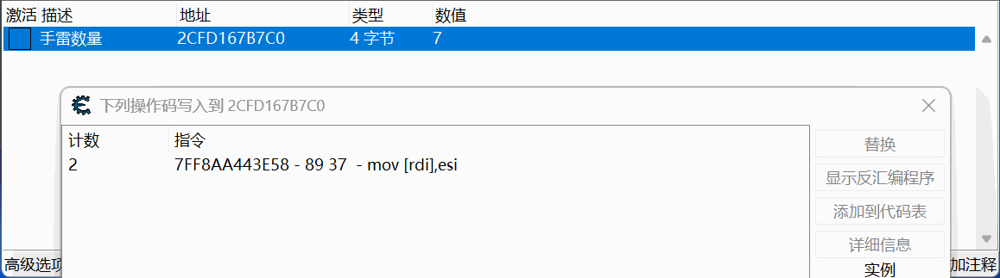 激活 描述 地址 类型 数值
手雷数量 2CFD167B7C0 4 字节 7
下列操作码写入到 2CFD167B7C0
计数 指令
2 7FF8AA443E58 - 89 37 - mov [rdi],esi
替换
显示反汇编程序
添加到代码表
详细信息
实例
高级选项
加注释